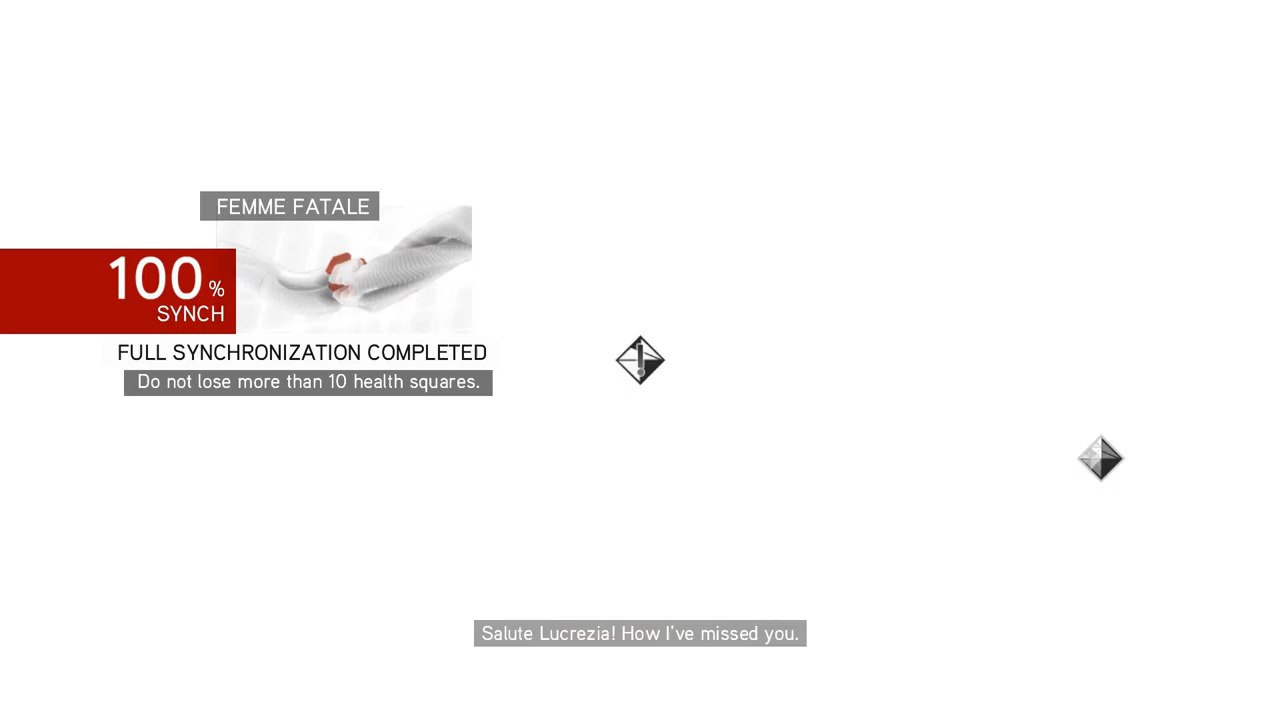 FEMME FATALE
100 %
SYNCH
FULL SYNCHRONIZATION COMPLETED
Do not lose more than 10 health squares.
Salute Lucrezia! How I've missed you.